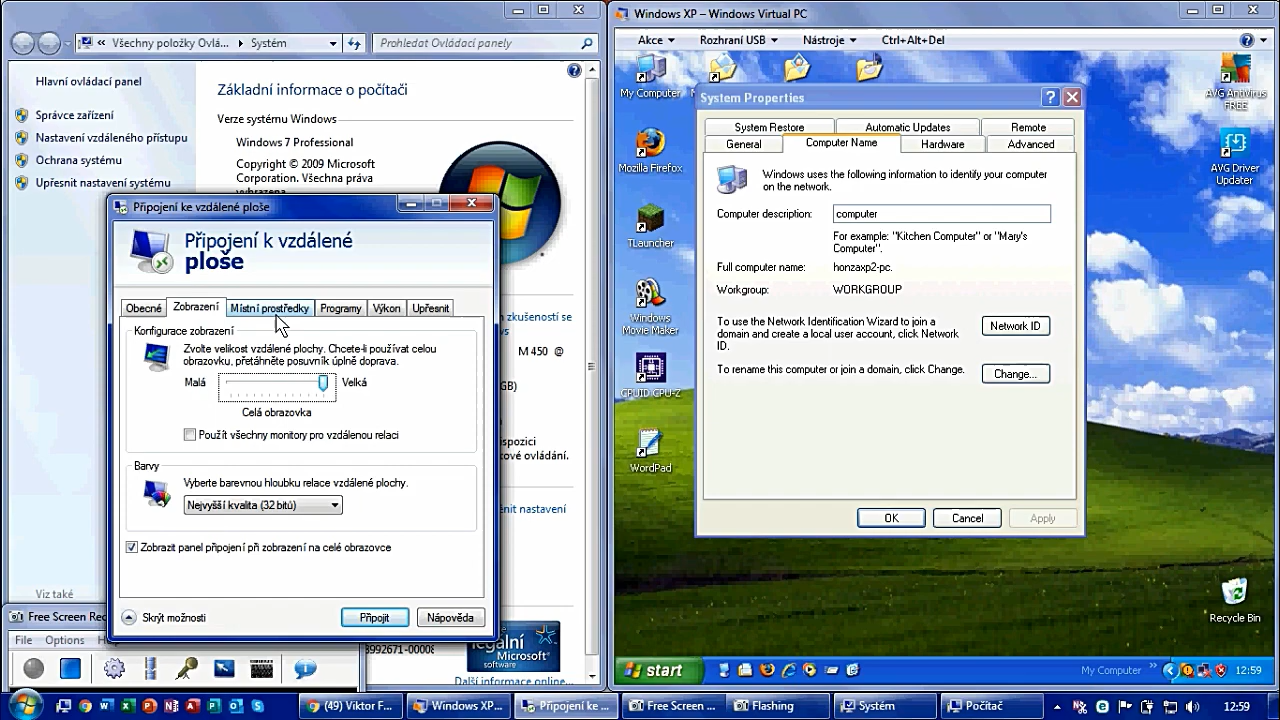 Všechny položky Ovlá...
Systém
Prohledat Ovládací panely
Hlavní ovládací panel
Správce zařízení
Nastavení vzdáleného přístupu
Ochrana systému
Upřesnit nastavení systému
Viz také
Základní informace o počítači
Verze systému Windows
Windows 7 Professional
Copyright © 2009 Microsoft
Corporation. Všechna práva
vyhrazena.
zkušeností se
M 450 @
GB)
ispozici
cové ovládání.
nit nastavení
3992671-00008
legální
Microsoft®
software
Další informace online...
Připojení ke vzdálené ploše
Připojení k vzdálené
ploše
Obecné
Zobrazení
Místní prostředky
Programy
Výkon
Upřesnit
Konfigurace zobrazení
Zvolte velikost vzdálené plochy. Chcete-li používat celou
obrazovku, přetáhněte posuvník úplně doprava.
Malá
Velká
Celá obrazovka
Použít všechny monitory pro vzdálenou relaci
Barvy
Vyberte barevnou hloubku relace vzdálené plochy.
Nejvyšší kvalita (32 bitů)
Zobrazit panel připojení při zobrazení na celé obrazovce
Skrýt možnosti
Připojit
Nápověda
Free Screen Rec
File
Options
Windows XP – Windows Virtual PC
Akce
Rozhraní USB
Nástroje
Ctrl+Alt+Del
My Computer
Mozilla Firefox
TLauncher
Windows
Movie Maker
CPUID CPU-Z
WordPad
AVG AntiVirus
FREE
AVG Driver
Updater
Recycle Bin
System Properties
System Restore
Automatic Updates
Remote
General
Computer Name
Hardware
Advanced
Windows uses the following information to identify your computer
on the network.
Computer description:
computer
For example: "Kitchen Computer" or "Mary's
Computer".
Full computer name:
honzaxp2-pc.
Workgroup:
WORKGROUP
To use the Network Identification Wizard to join a
domain and create a local user account, click Network
ID.
Network ID
To rename this computer or join a domain, click Change.
Change...
OK
Cancel
Apply
start
My Computer
12:59
(49) Viktor F...
Windows XP...
Připojení ke ...
Free Screen ...
Flashing
Systém
Počítač
12:59